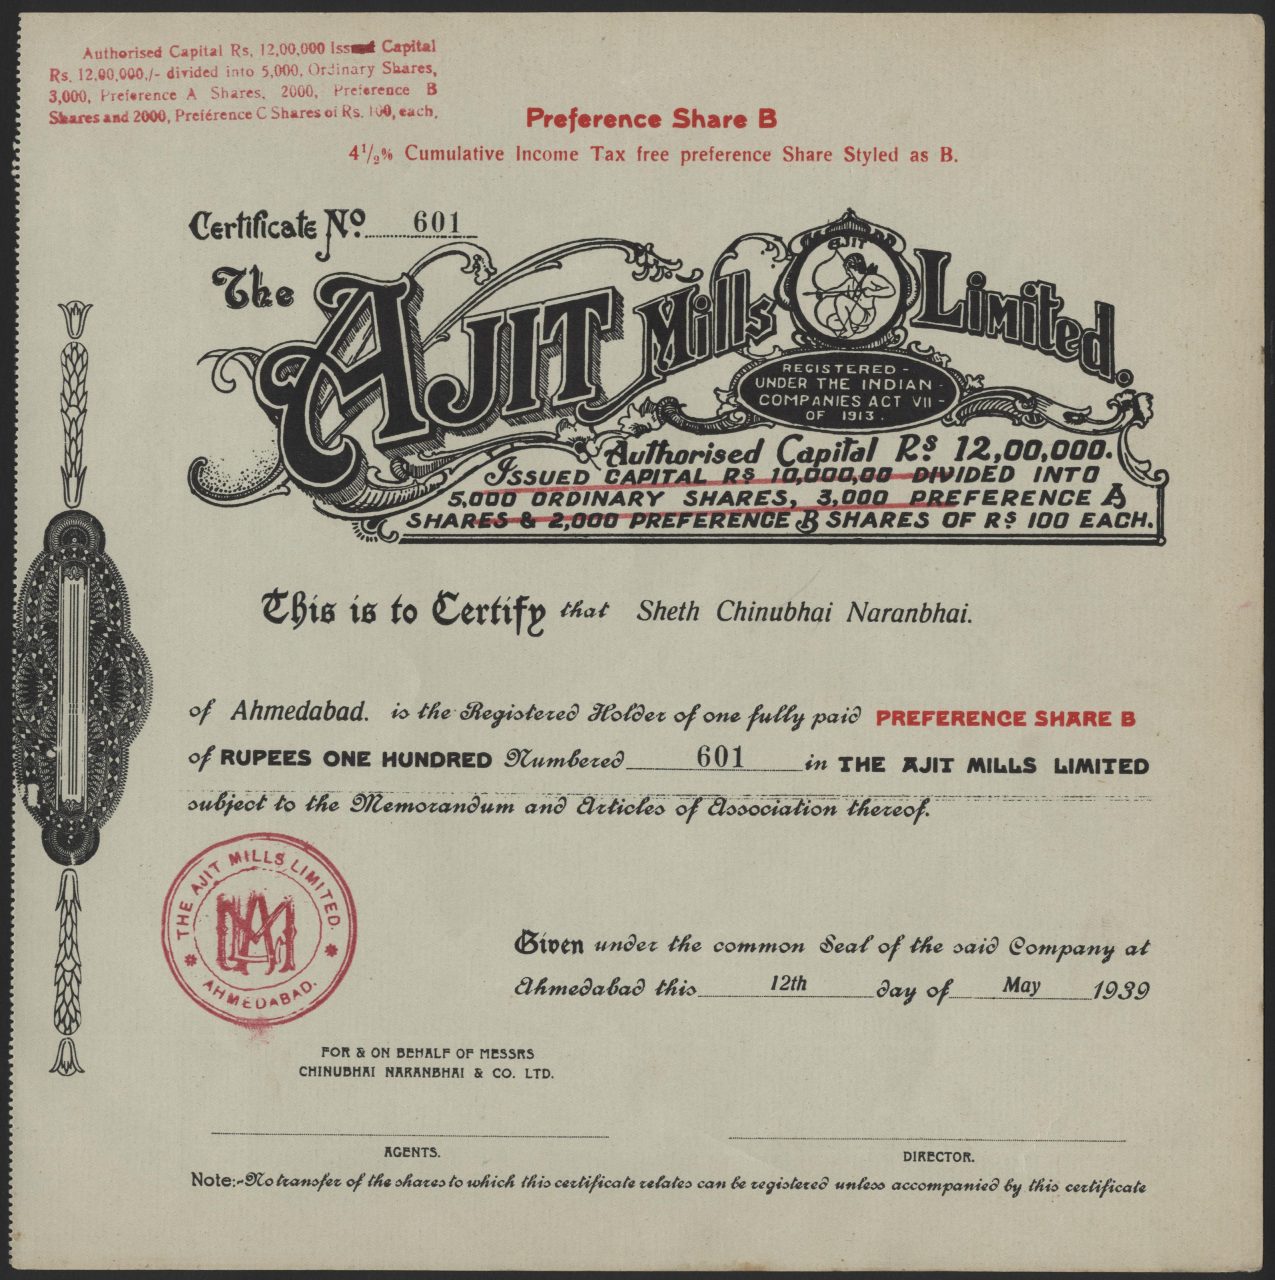 Authorised Capital Rs, 12,00,000 Issued Capital
Rs. 12,00,000,/- divided into 5,000, Ordinary Shares,
3,000, Preference A Shares, 2000, Preference B
Shares and 2000, Preférence C Shares of Rs. 100, each,
Preference Share B
4½% Cumulative Income Tax free preference Share Styled as B.
Certificate No. 601
The AJIT Mills Limited.
AJIT
REGISTERED -
UNDER THE INDIAN -
COMPANIES ACT VII -
OF 1913.
Authorised Capital Rs. 12,00,000.
ISSUED CAPITAL RS 10,000,00 DIVIDED INTO
5,000 ORDINARY SHARES, 3,000 PREFERENCE A
SHARES & 2,000 PREFERENCE B SHARES OF RS 100 EACH.
This is to Certify that Sheth Chinubhai Naranbhai.
of Ahmedabad. is the Registered Holder of one fully paid PREFERENCE SHARE B
of RUPEES ONE HUNDRED Numbered 601 in THE AJIT MILLS LIMITED
subject to the Memorandum and Articles of Association thereof.
THE AJIT MILLS LIMITED.
AHMEDABAD.
Given under the common Seal of the said Company at
Ahmedabad this 12th day of May 1939
FOR & ON BEHALF OF MESSRS
CHINUBHAI NARANBHAI & CO. LTD.
AGENTS.
DIRECTOR.
Note:-No transfer of the shares to which this certificate relates can be registered unless accompanied by this certificate